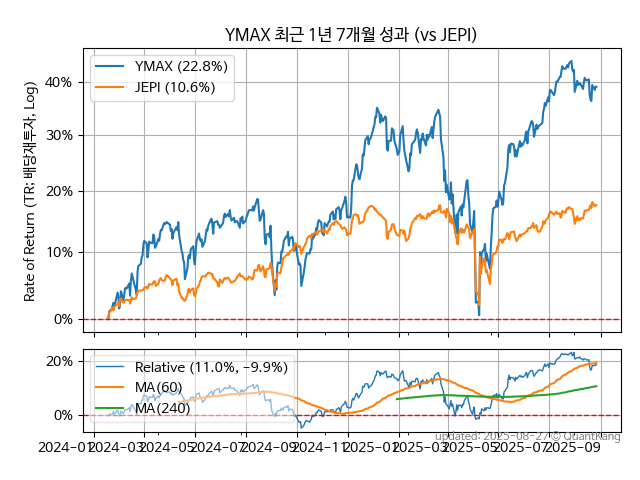 YMAX 최근 1년 7개월 성과 (vs JEPI)
Rate of Return (TR: 배당재투자, Log)
YMAX (22.8%)
JEPI (10.6%)
40%
30%
20%
10%
0%
Relative (11.0%, −9.9%)
MA(60)
MA(240)
20%
0%
updated: 2025-08-27 © QuantKang
2024-01 2024-03 2024-05 2024-07 2024-09 2024-11 2025-01 2025-03 2025-05 2025-07 2025-09